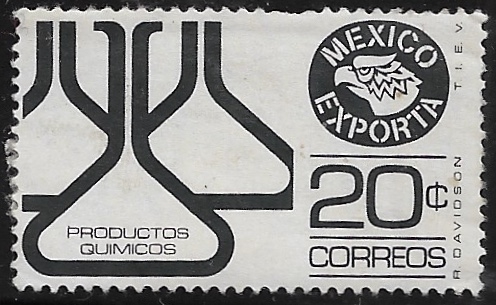 MEXICO
EXPORTA
20¢
CORREOS
PRODUCTOS
QUIMICOS
R DAVIDSON T.I.E.V.